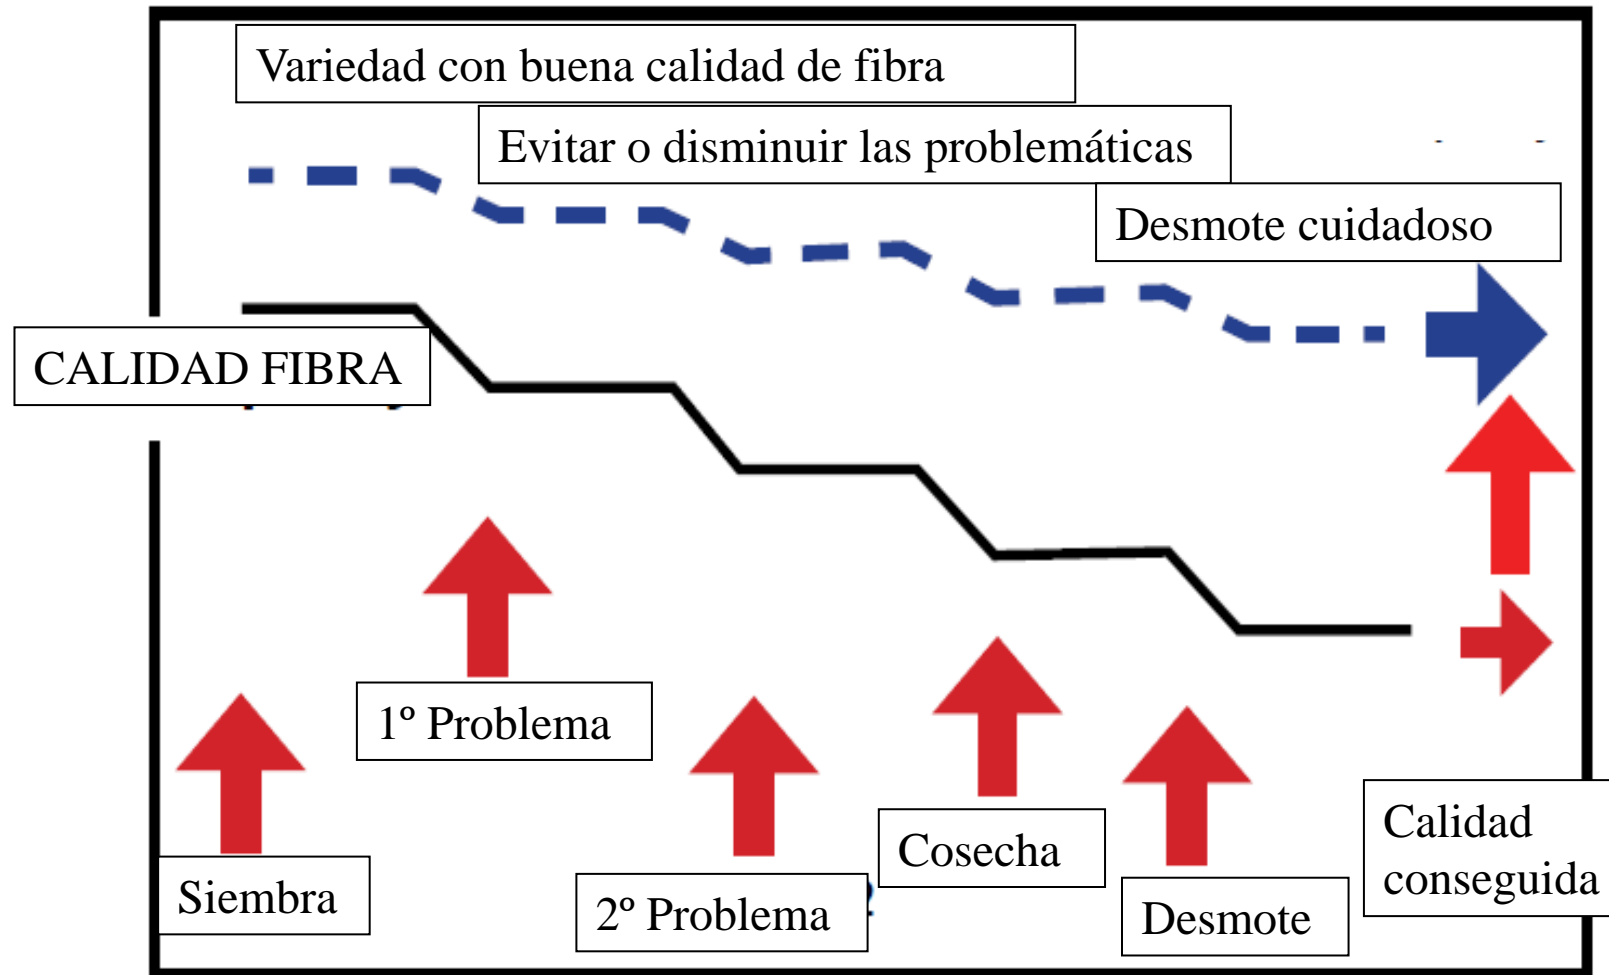 Variedad con buena calidad de fibra
Evitar o disminuir las problemáticas
Desmote cuidadoso
CALIDAD FIBRA
1º Problema
Siembra
2º Problema
Cosecha
Desmote
Calidad
conseguida